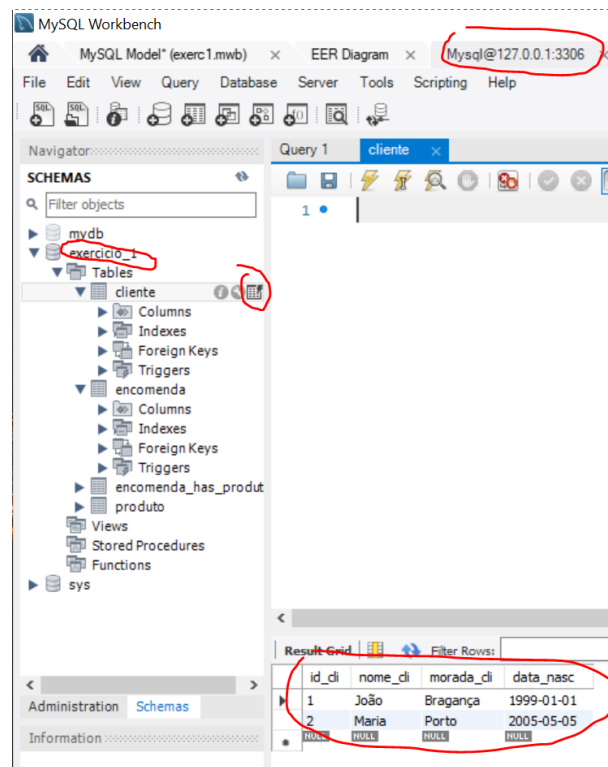 MySQL Workbench
MySQL Model* (exerc1.mwb) × EER Diagram × Mysql@127.0.0.1:3306 ×
File Edit View Query Database Server Tools Scripting Help
Navigator
Query 1 cliente ×
SCHEMAS
Filter objects
1
mydb
exercicio_1
Tables
cliente
Columns
Indexes
Foreign Keys
Triggers
encomenda
Columns
Indexes
Foreign Keys
Triggers
encomenda_has_produt
produto
Views
Stored Procedures
Functions
sys
Result Grid Filter Rows:
id_cli nome_cli morada_cli data_nasc
1 João Bragança 1999-01-01
2 Maria Porto 2005-05-05
NULL NULL NULL NULL
Administration Schemas
Information